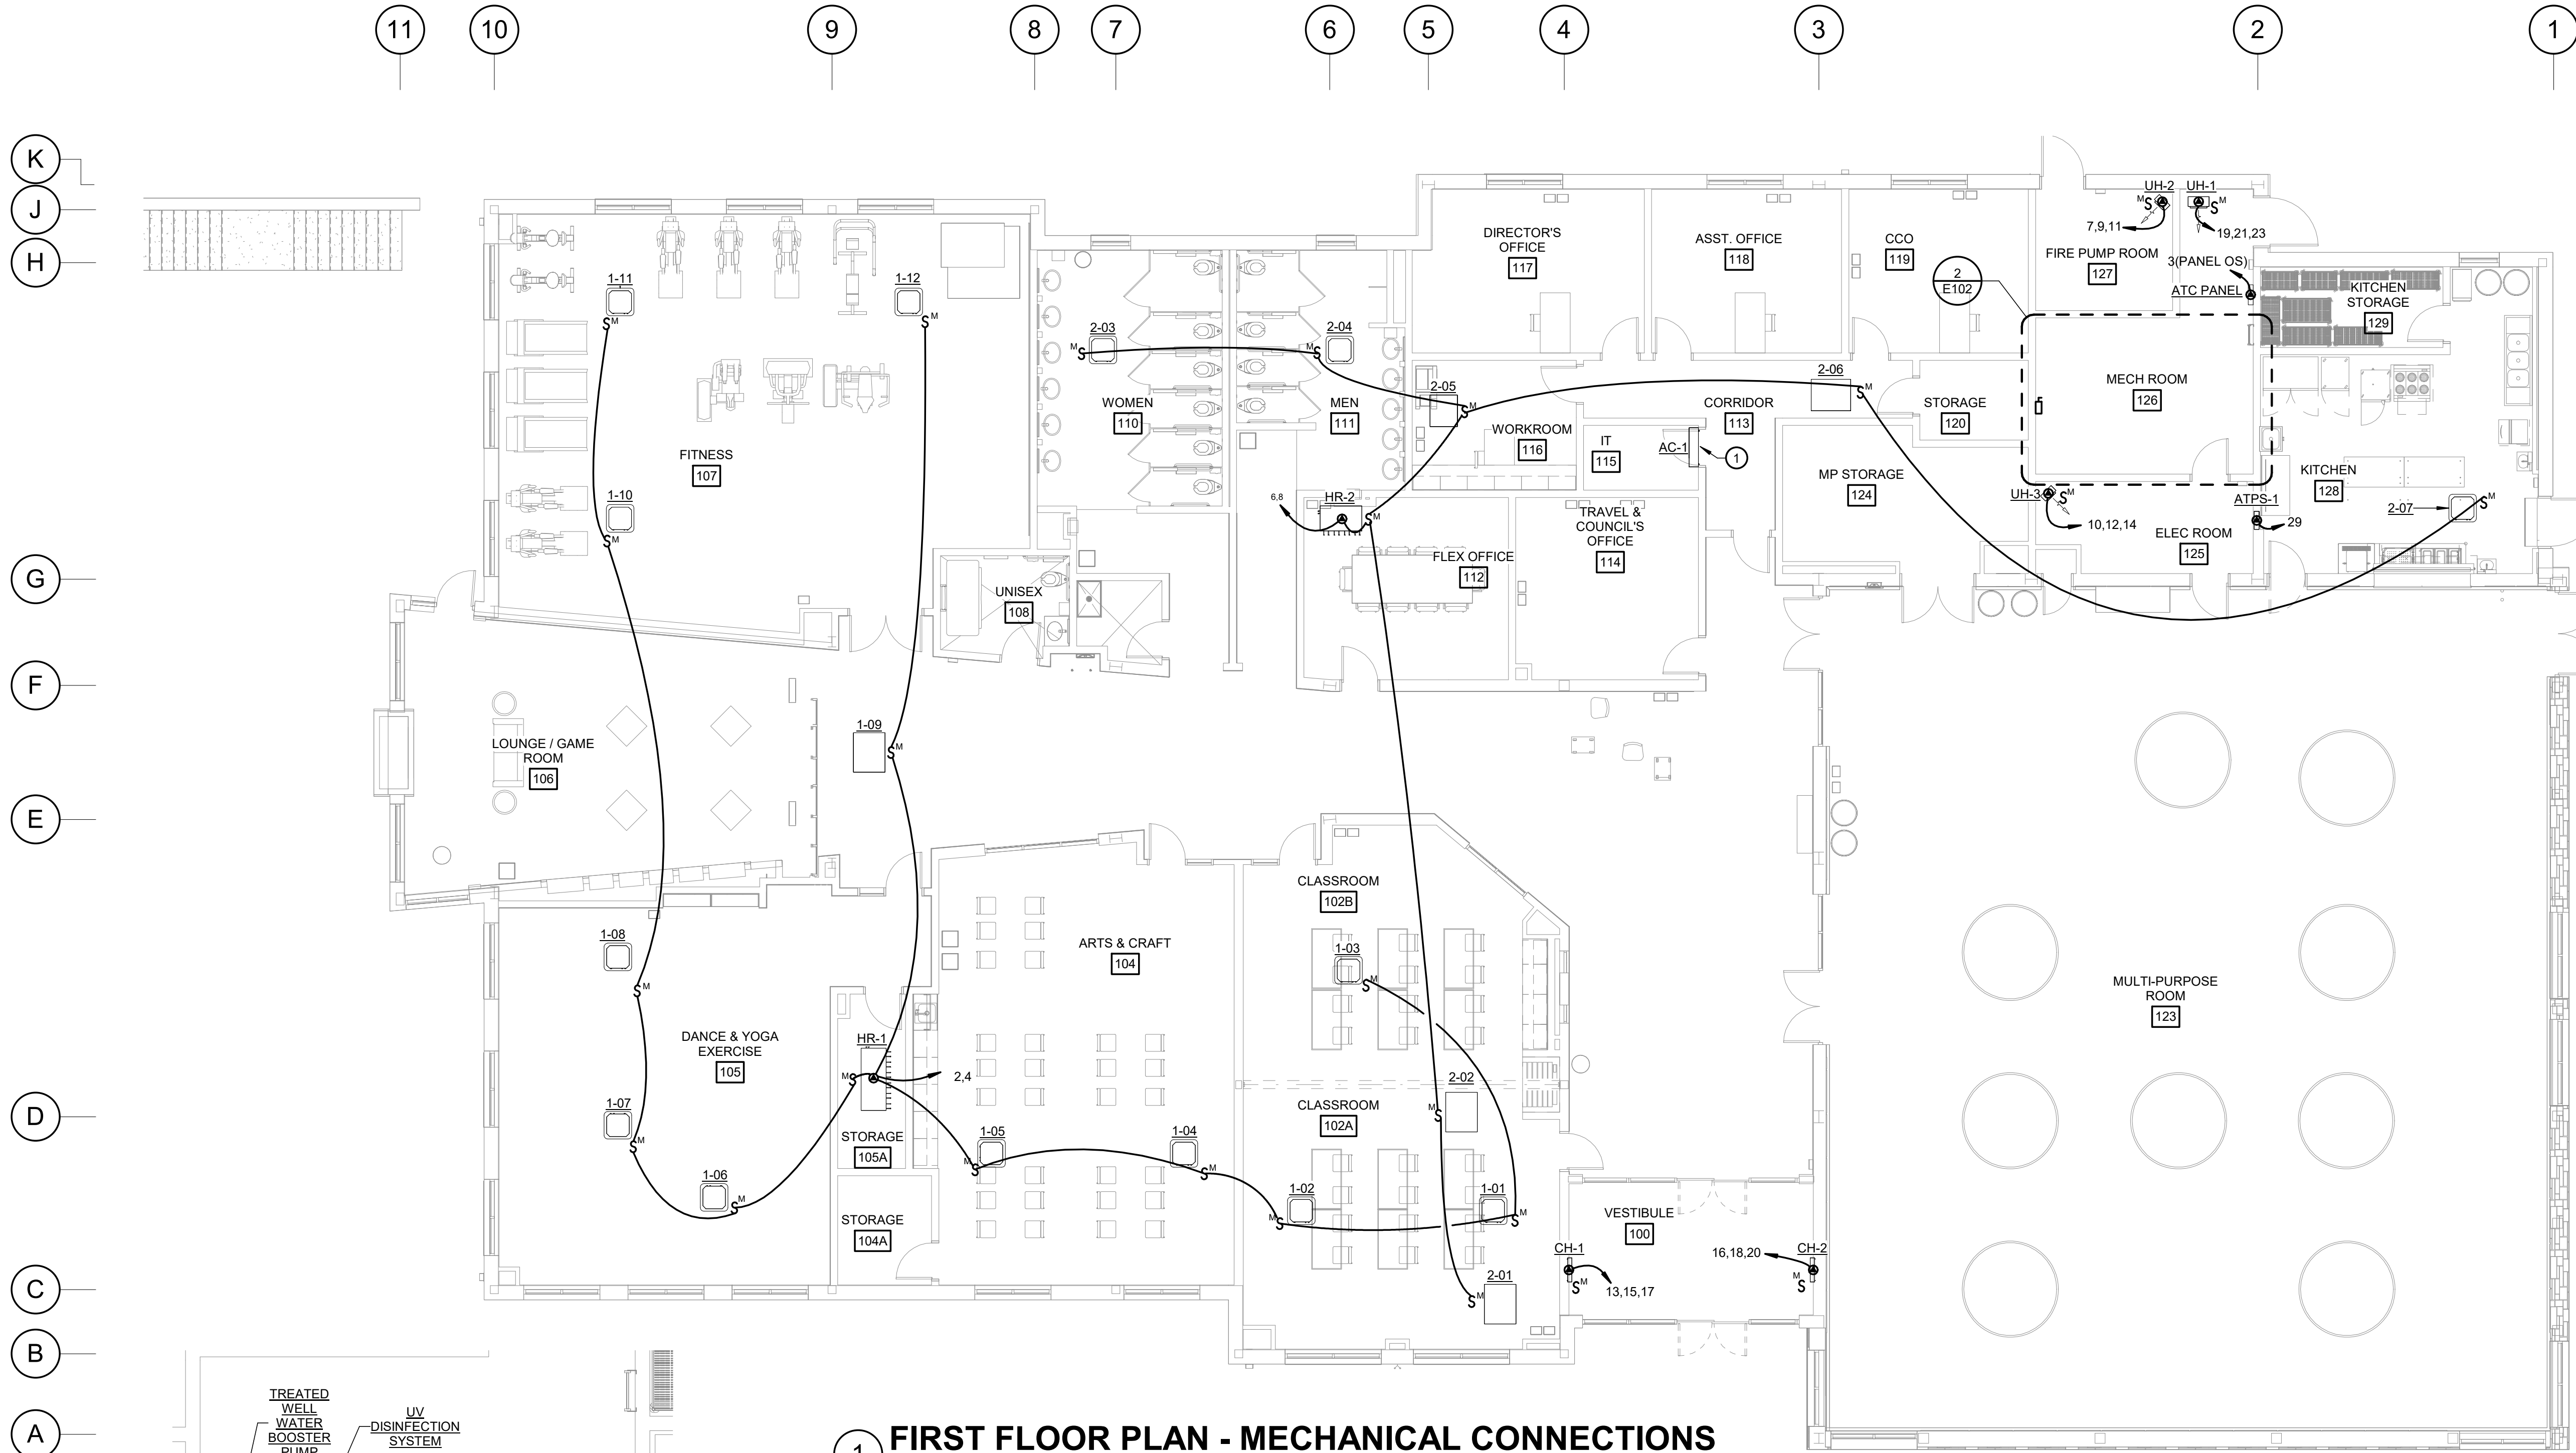 11
10
9
8
7
6
5
4
3
2
1
K
J
H
G
F
E
D
C
B
A
UH-2
UH-1
M
S
S M
7,9,11
19,21,23
DIRECTOR'S
OFFICE
117
ASST. OFFICE
118
CCO
119
FIRE PUMP ROOM
127
3(PANEL OS)
ATC PANEL
2
E102
KITCHEN
STORAGE
129
1-11
S M
1-12
S M
2-03
M S
2-04
M S
2-05
S M
2-06
S M
MECH ROOM
126
WOMEN
110
MEN
111
CORRIDOR
113
STORAGE
120
WORKROOM
116
IT
115
AC-1
1
FITNESS
107
MP STORAGE
124
KITCHEN
128
1-10
S M
6,8
HR-2
S M
TRAVEL &
COUNCIL'S
OFFICE
114
UH-3
S M
10,12,14
ATPS-1
29
2-07
S M
ELEC ROOM
125
FLEX OFFICE
112
UNISEX
108
LOUNGE / GAME
ROOM
106
1-09
S M
CLASSROOM
102B
1-08
S M
ARTS & CRAFT
104
1-03
S M
MULTI-PURPOSE
ROOM
123
DANCE & YOGA
EXERCISE
105
HR-1
M S
2,4
2-02
M S
1-07
S M
CLASSROOM
102A
STORAGE
105A
1-05
M S
1-04
S M
1-06
S M
1-02
M S
1-01
S M
STORAGE
104A
VESTIBULE
100
CH-1
S M
13,15,17
16,18,20
CH-2
M S
2-01
S M
TREATED
WELL
WATER
BOOSTER
PUMP
UV
DISINFECTION
SYSTEM
1
FIRST FLOOR PLAN - MECHANICAL CONNECTIONS